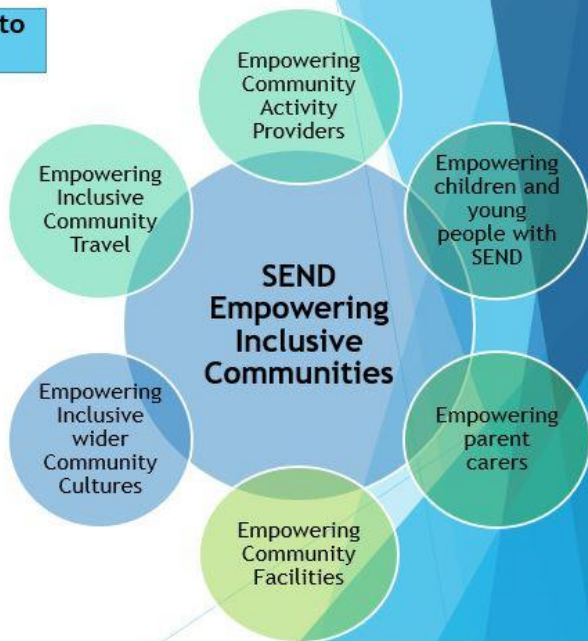 to
Empowering
Community
Activity
Providers
Empowering
children and
young
people with
SEND
Empowering
parent
carers
Empowering
Community
Facilities
Empowering
Inclusive
wider
Community
Cultures
Empowering
Inclusive
Community
Travel
SEND
Empowering
Inclusive
Communities